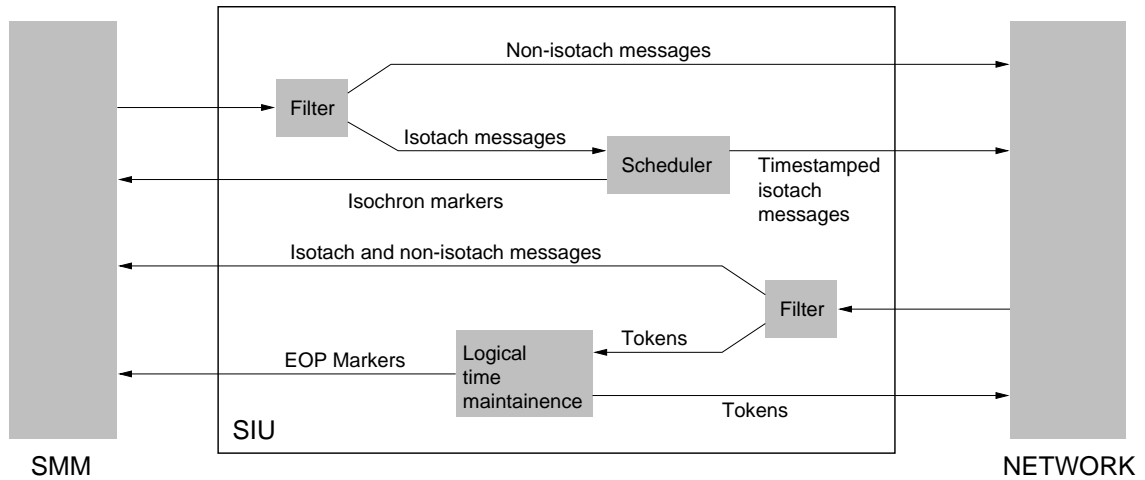 Non-isotach messages
Filter
Isotach messages
Scheduler
Timestamped
isotach
messages
Isochron markers
Isotach and non-isotach messages
Filter
Tokens
Logical
time
maintainence
EOP Markers
Tokens
SIU
SMM
NETWORK